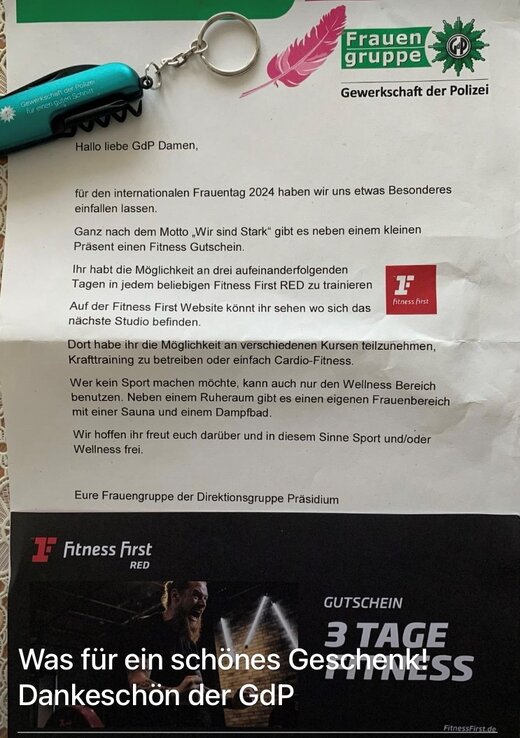 Frauen
gruppe
GdP
Gewerkschaft der Polizei
Gewerkschaft der Polizei
für einen guten Schnitt
Hallo liebe GdP Damen,
für den internationalen Frauentag 2024 haben wir uns etwas Besonderes
einfallen lassen.
Ganz nach dem Motto „Wir sind Stark“ gibt es neben einem kleinen
Präsent einen Fitness Gutschein.
Ihr habt die Möglichkeit an drei aufeinanderfolgenden
Tagen in jedem beliebigen Fitness First RED zu trainieren
fitness first
Auf der Fitness First Website könnt ihr sehen wo sich das
nächste Studio befinden.
Dort habe ihr die Möglichkeit an verschiedenen Kursen teilzunehmen,
Krafttraining zu betreiben oder einfach Cardio-Fitness.
Wer kein Sport machen möchte, kann auch nur den Wellness Bereich
benutzen. Neben einem Ruheraum gibt es einen eigenen Frauenbereich
mit einer Sauna und einem Dampfbad.
Wir hoffen ihr freut euch darüber und in diesem Sinne Sport und/oder
Wellness frei.
Eure Frauengruppe der Direktionsgruppe Präsidium
Fitness First
RED
GUTSCHEIN
3 TAGE
FITNESS
Was für ein schönes Geschenk!
Dankeschön der GdP
FitnessFirst.de